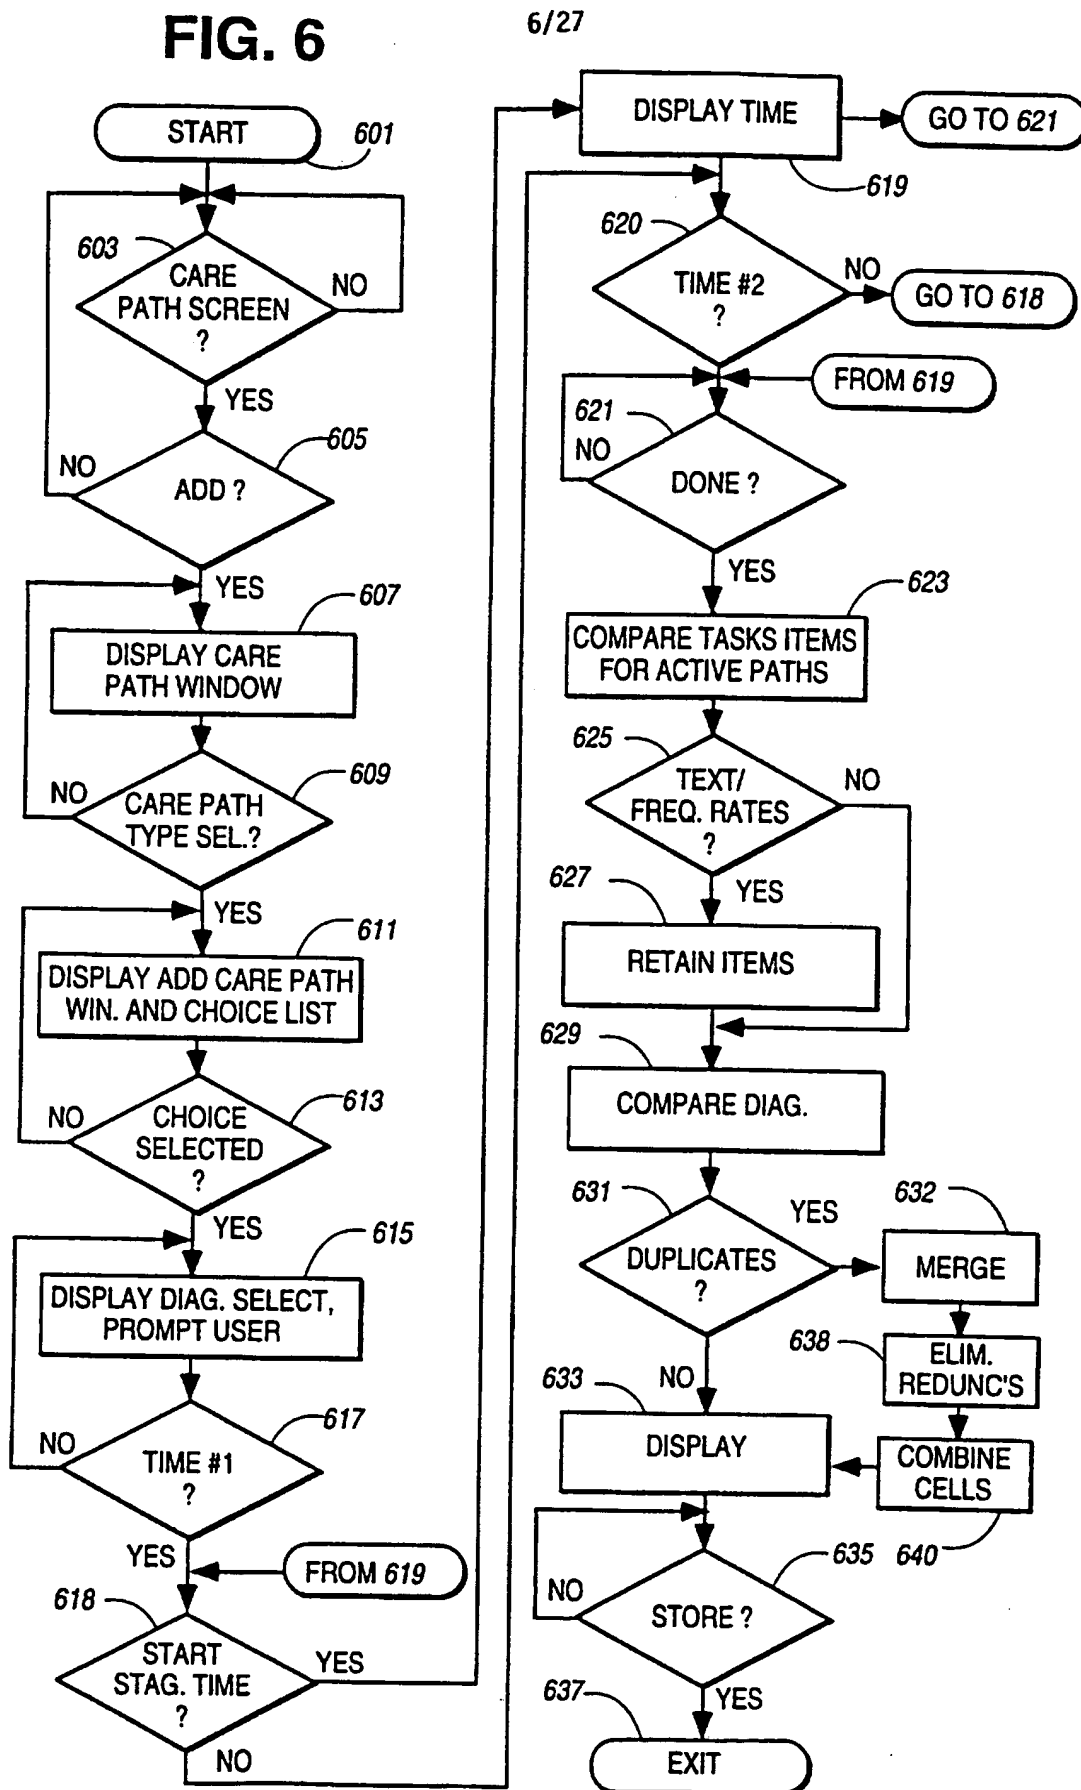 FIG. 6
6/27
START
601
603
CARE
PATH SCREEN
?
NO
YES
605
NO
ADD ?
YES
607
DISPLAY CARE
PATH WINDOW
609
NO
CARE PATH
TYPE SEL.?
YES
611
DISPLAY ADD CARE PATH
WIN. AND CHOICE LIST
613
NO
CHOICE
SELECTED
?
YES
615
DISPLAY DIAG. SELECT,
PROMPT USER
617
NO
TIME #1
?
YES
FROM 619
618
START
STAG. TIME
?
YES
NO
DISPLAY TIME
GO TO 621
619
620
TIME #2
?
NO
GO TO 618
FROM 619
621
NO
DONE ?
YES
623
COMPARE TASKS ITEMS
FOR ACTIVE PATHS
625
TEXT/
FREQ. RATES
?
NO
YES
627
RETAIN ITEMS
629
COMPARE DIAG.
631
DUPLICATES
?
YES
632
MERGE
638
ELIM.
REDUNC'S
NO
633
DISPLAY
COMBINE
CELLS
640
635
NO
STORE ?
YES
637
EXIT